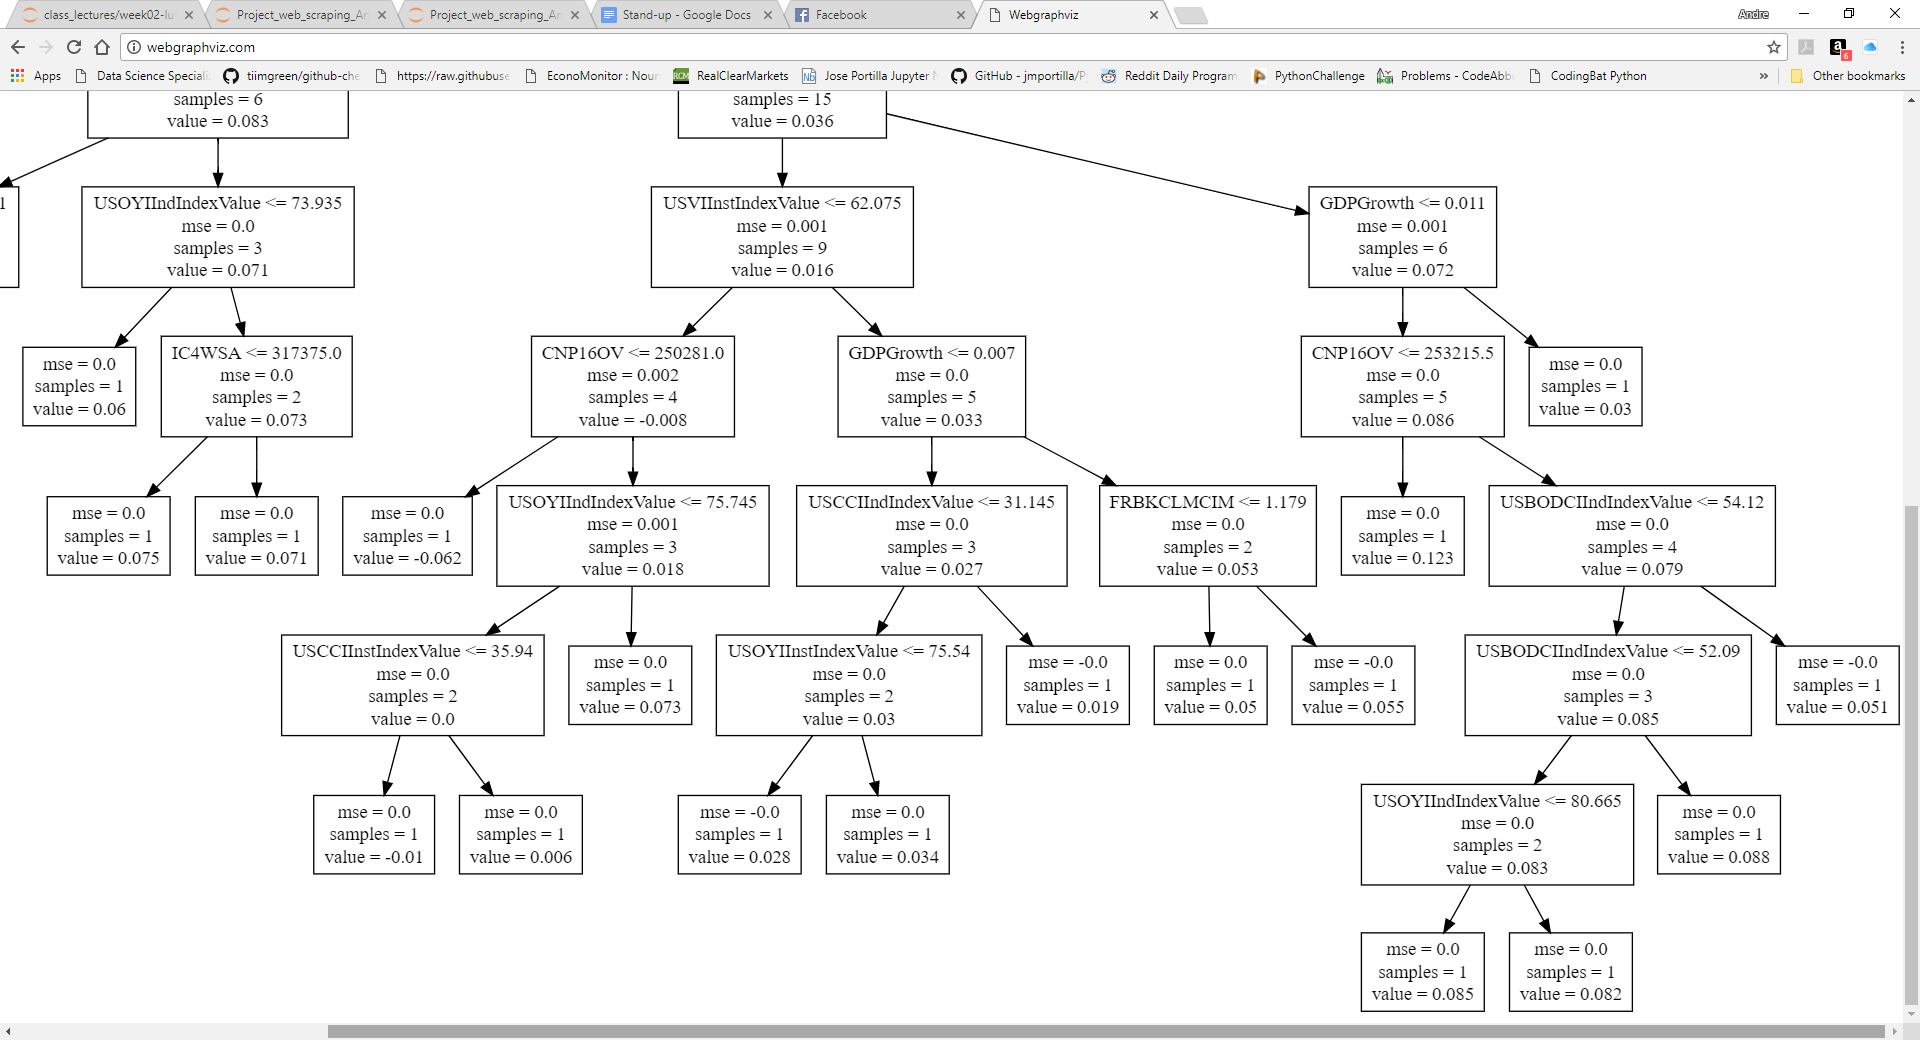 class_lectures/week02-lu
Project_web_scraping_An
Project_web_scraping_An
Stand-up - Google Docs
Facebook
Webgraphviz
Andre
webgraphviz.com
6
Apps
Data Science Speciali
tiimgreen/github-che
https://raw.githubuse
EconoMonitor : Nour
RCM
RealClearMarkets
Jose Portilla Jupyter N
GitHub - jmportilla/P
Reddit Daily Program
PythonChallenge
Problems - CodeAbb
CodingBat Python
»
Other bookmarks
samples = 6
value = 0.083
samples = 15
value = 0.036
1
USOYIIndIndexValue <= 73.935
mse = 0.0
samples = 3
value = 0.071
USVIInstIndexValue <= 62.075
mse = 0.001
samples = 9
value = 0.016
GDPGrowth <= 0.011
mse = 0.001
samples = 6
value = 0.072
mse = 0.0
samples = 1
value = 0.06
IC4WSA <= 317375.0
mse = 0.0
samples = 2
value = 0.073
CNP16OV <= 250281.0
mse = 0.002
samples = 4
value = -0.008
GDPGrowth <= 0.007
mse = 0.0
samples = 5
value = 0.033
CNP16OV <= 253215.5
mse = 0.0
samples = 5
value = 0.086
mse = 0.0
samples = 1
value = 0.03
mse = 0.0
samples = 1
value = 0.075
mse = 0.0
samples = 1
value = 0.071
mse = 0.0
samples = 1
value = -0.062
USOYIIndIndexValue <= 75.745
mse = 0.001
samples = 3
value = 0.018
USCCIIndIndexValue <= 31.145
mse = 0.0
samples = 3
value = 0.027
FRBKCLMCIM <= 1.179
mse = 0.0
samples = 2
value = 0.053
mse = 0.0
samples = 1
value = 0.123
USBODCIIndIndexValue <= 54.12
mse = 0.0
samples = 4
value = 0.079
USCCIInstIndexValue <= 35.94
mse = 0.0
samples = 2
value = 0.0
mse = 0.0
samples = 1
value = 0.073
USOYIInstIndexValue <= 75.54
mse = 0.0
samples = 2
value = 0.03
mse = -0.0
samples = 1
value = 0.019
mse = 0.0
samples = 1
value = 0.05
mse = -0.0
samples = 1
value = 0.055
USBODCIIndIndexValue <= 52.09
mse = 0.0
samples = 3
value = 0.085
mse = -0.0
samples = 1
value = 0.051
mse = 0.0
samples = 1
value = -0.01
mse = 0.0
samples = 1
value = 0.006
mse = -0.0
samples = 1
value = 0.028
mse = 0.0
samples = 1
value = 0.034
USOYIIndIndexValue <= 80.665
mse = 0.0
samples = 2
value = 0.083
mse = 0.0
samples = 1
value = 0.088
mse = 0.0
samples = 1
value = 0.085
mse = 0.0
samples = 1
value = 0.082